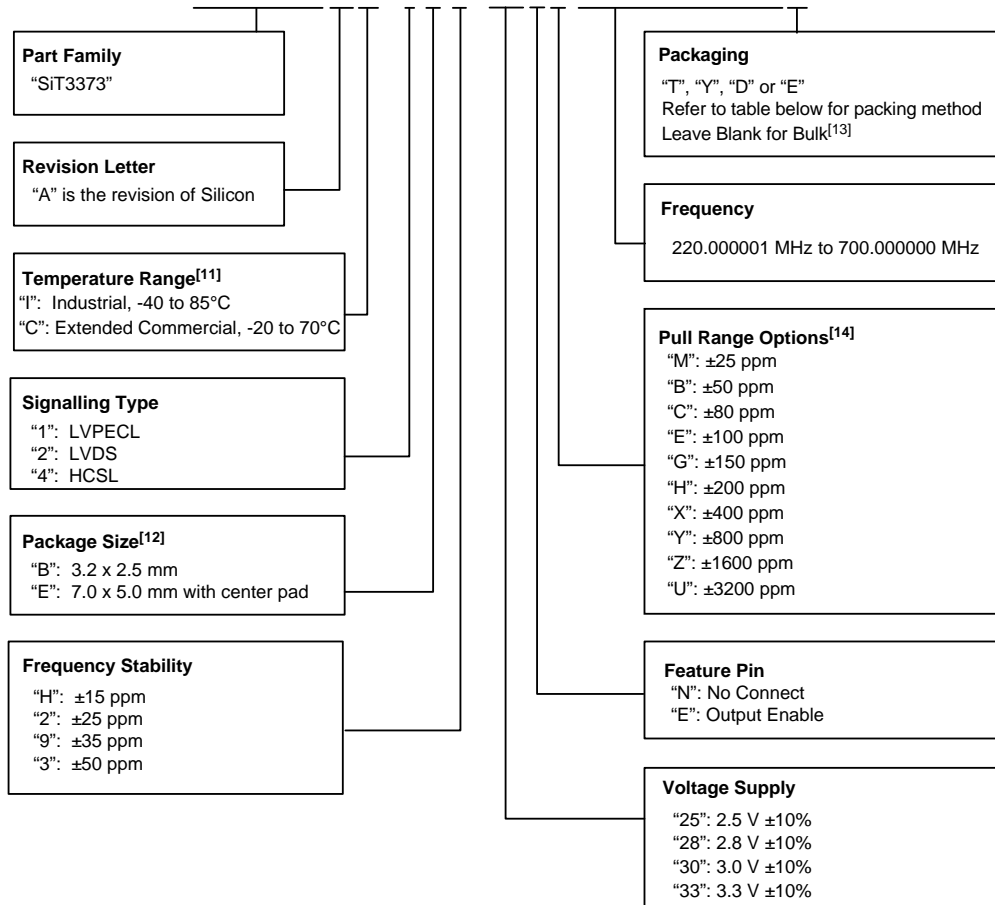 Part Family
“SiT3373”
Revision Letter
“A” is the revision of Silicon
Temperature Range[11]
“I”: Industrial, -40 to 85°C
“C”: Extended Commercial, -20 to 70°C
Signalling Type
“1”: LVPECL
“2”: LVDS
“4”: HCSL
Package Size[12]
“B”: 3.2 x 2.5 mm
“E”: 7.0 x 5.0 mm with center pad
Frequency Stability
“H”: ±15 ppm
“2”: ±25 ppm
“9”: ±35 ppm
“3”: ±50 ppm
Packaging
“T”, “Y”, “D” or “E”
Refer to table below for packing method
Leave Blank for Bulk[13]
Frequency
220.000001 MHz to 700.000000 MHz
Pull Range Options[14]
“M”: ±25 ppm
“B”: ±50 ppm
“C”: ±80 ppm
“E”: ±100 ppm
“G”: ±150 ppm
“H”: ±200 ppm
“X”: ±400 ppm
“Y”: ±800 ppm
“Z”: ±1600 ppm
“U”: ±3200 ppm
Feature Pin
“N”: No Connect
“E”: Output Enable
Voltage Supply
“25”: 2.5 V ±10%
“28”: 2.8 V ±10%
“30”: 3.0 V ±10%
“33”: 3.3 V ±10%